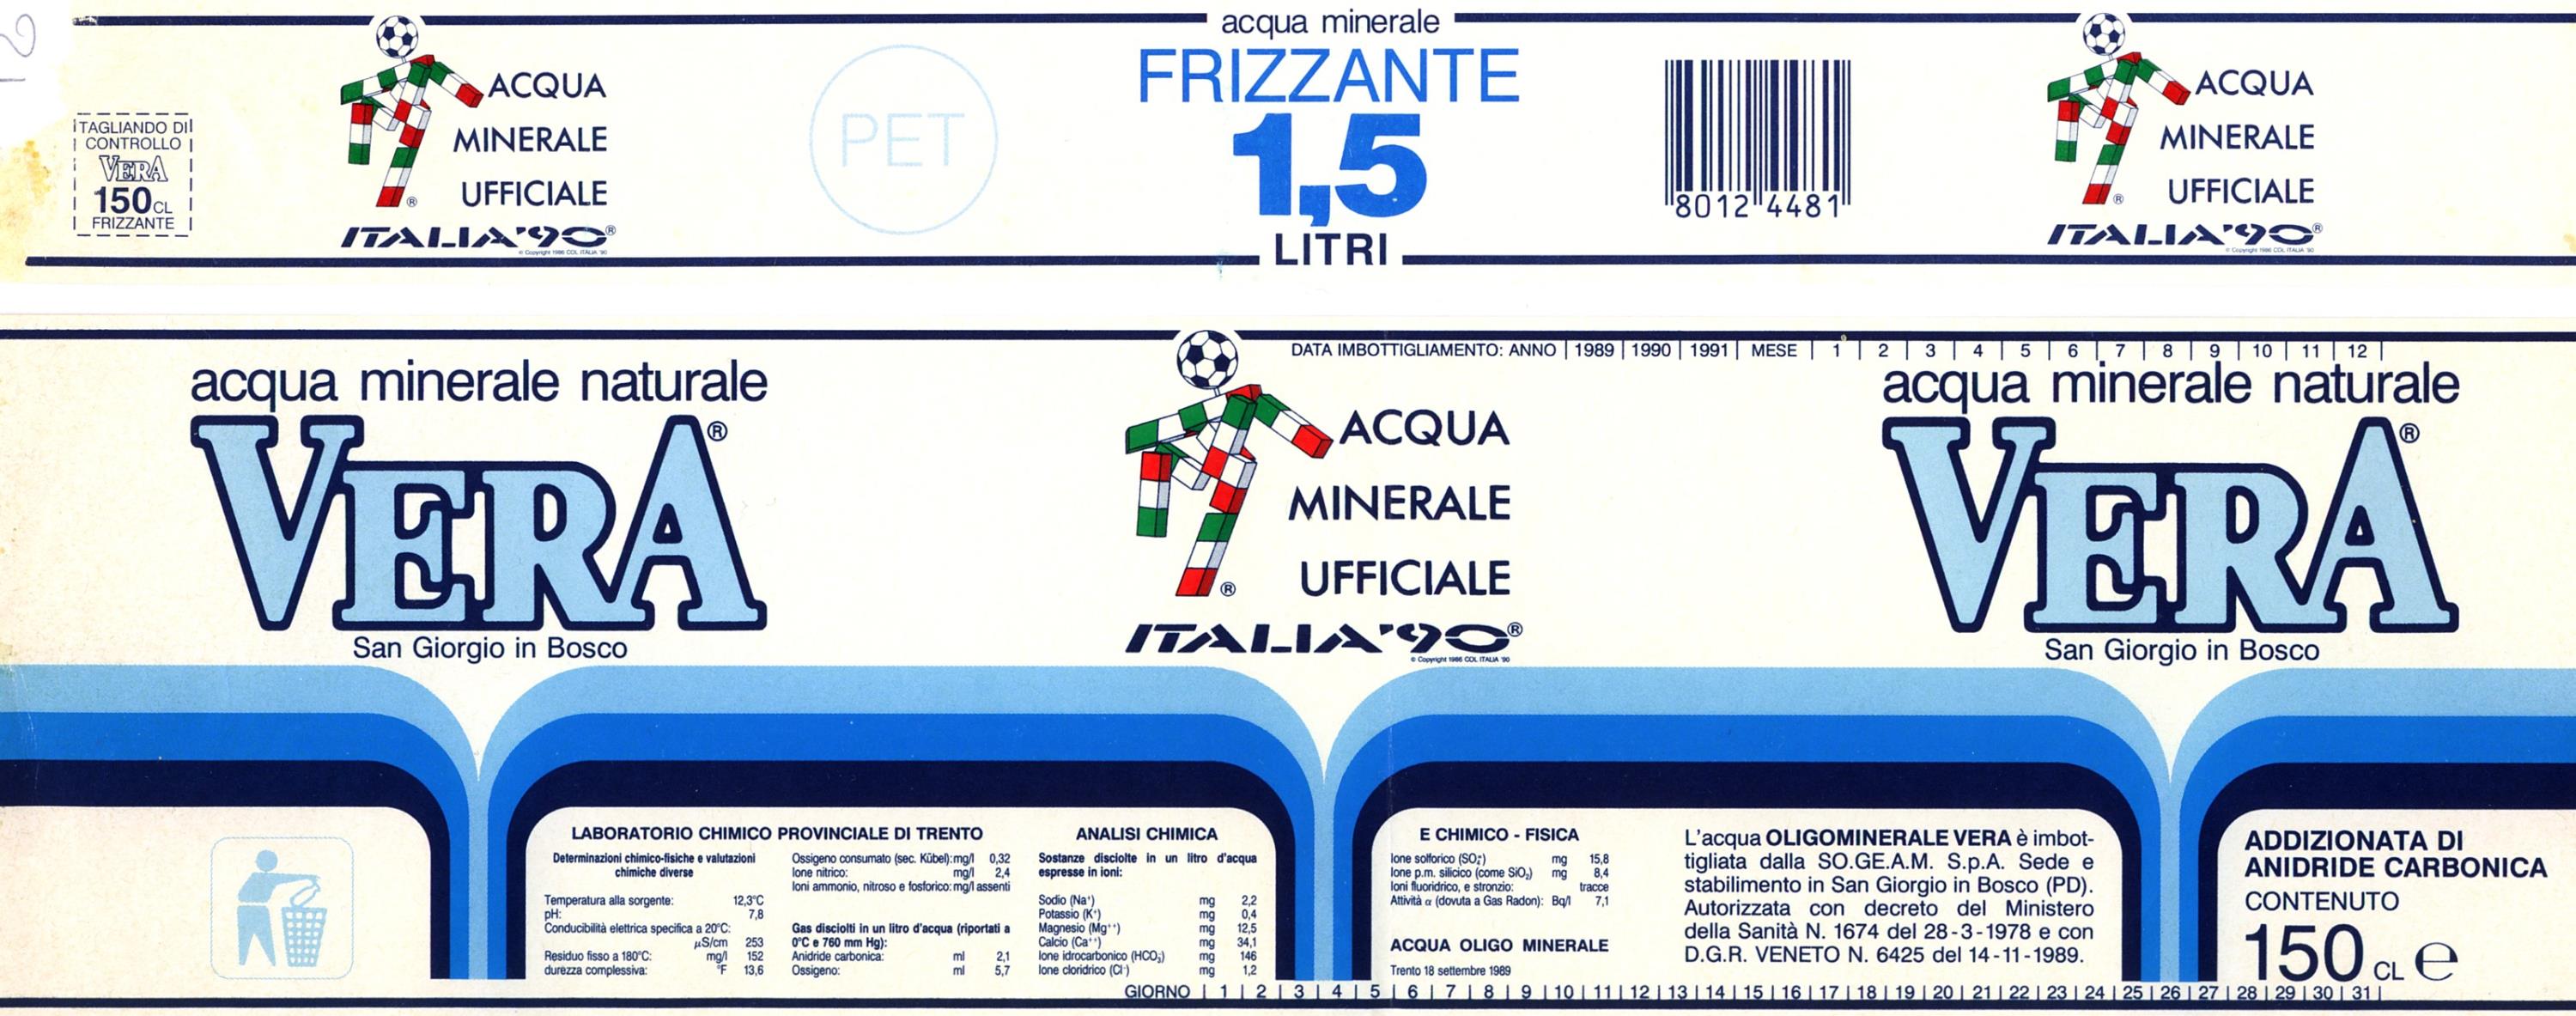 TAGLIANDO DI
CONTROLLO
VERA
150 CL
FRIZZANTE
ACQUA
MINERALE
UFFICIALE
ITALIA'90®
© Copyright 1986 COL ITALIA '90
PET
acqua minerale
FRIZZANTE
1,5
LITRI
8012 4481
ACQUA
MINERALE
UFFICIALE
ITALIA'90®
© Copyright 1986 COL ITALIA '90
acqua minerale naturale
VERA®
San Giorgio in Bosco
ACQUA
MINERALE
UFFICIALE
ITALIA'90®
© Copyright 1986 COL ITALIA '90
DATA IMBOTTIGLIAMENTO: ANNO | 1989 | 1990 | 1991 | MESE | 1 | 2 | 3 | 4 | 5 | 6 | 7 | 8 | 9 | 10 | 11 | 12 |
acqua minerale naturale
VERA®
San Giorgio in Bosco
LABORATORIO CHIMICO PROVINCIALE DI TRENTO
Determinazioni chimico-fisiche e valutazioni
chimiche diverse
Temperatura alla sorgente: 12,3°C
pH: 7,8
Conducibilità elettrica specifica a 20°C:
µS/cm 253
Residuo fisso a 180°C: mg/l 152
durezza complessiva: °F 13,6
Ossigeno consumato (sec. Kübel): mg/l 0,32
Ione nitrico: mg/l 2,4
Ioni ammonio, nitroso e fosforico: mg/l assenti
Gas disciolti in un litro d'acqua (riportati a
0°C e 760 mm Hg):
Anidride carbonica: ml 2,1
Ossigeno: ml 5,7
ANALISI CHIMICA
Sostanze disciolte in un litro d'acqua
espresse in ioni:
Sodio (Na⁺) mg 2,2
Potassio (K⁺) mg 0,4
Magnesio (Mg⁺⁺) mg 12,5
Calcio (Ca⁺⁺) mg 34,1
Ione idrocarbonico (HCO₃) mg 146
Ione cloridrico (Cl⁻) mg 1,2
E CHIMICO - FISICA
Ione solforico (SO₄⁻) mg 15,8
Ione p.m. silicico (come SiO₂) mg 8,4
Ioni fluoridrico, e stronzio: tracce
Attività α (dovuta a Gas Radon): Bq/l 7,1
ACQUA OLIGO MINERALE
Trento 18 settembre 1989
L'acqua OLIGOMINERALE VERA è imbot-
tigliata dalla SO.GE.A.M. S.p.A. Sede e
stabilimento in San Giorgio in Bosco (PD).
Autorizzata con decreto del Ministero
della Sanità N. 1674 del 28-3-1978 e con
D.G.R. VENETO N. 6425 del 14-11-1989.
ADDIZIONATA DI
ANIDRIDE CARBONICA
CONTENUTO
150 CL e
GIORNO | 1 | 2 | 3 | 4 | 5 | 6 | 7 | 8 | 9 | 10 | 11 | 12 | 13 | 14 | 15 | 16 | 17 | 18 | 19 | 20 | 21 | 22 | 23 | 24 | 25 | 26 | 27 | 28 | 29 | 30 | 31 |